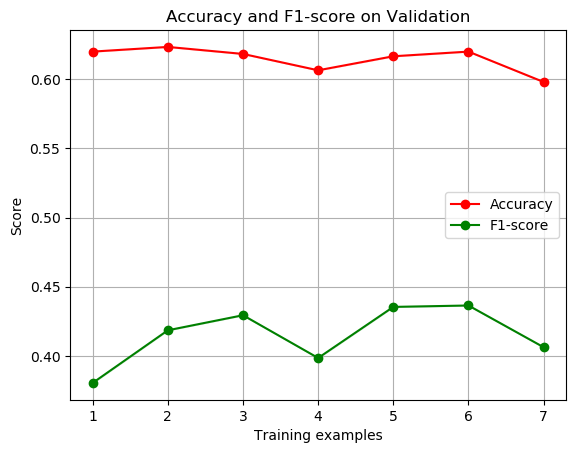 Accuracy and F1-score on Validation
Score
0.60
0.55
0.50
0.45
0.40
Accuracy
F1-score
1 2 3 4 5 6 7
Training examples